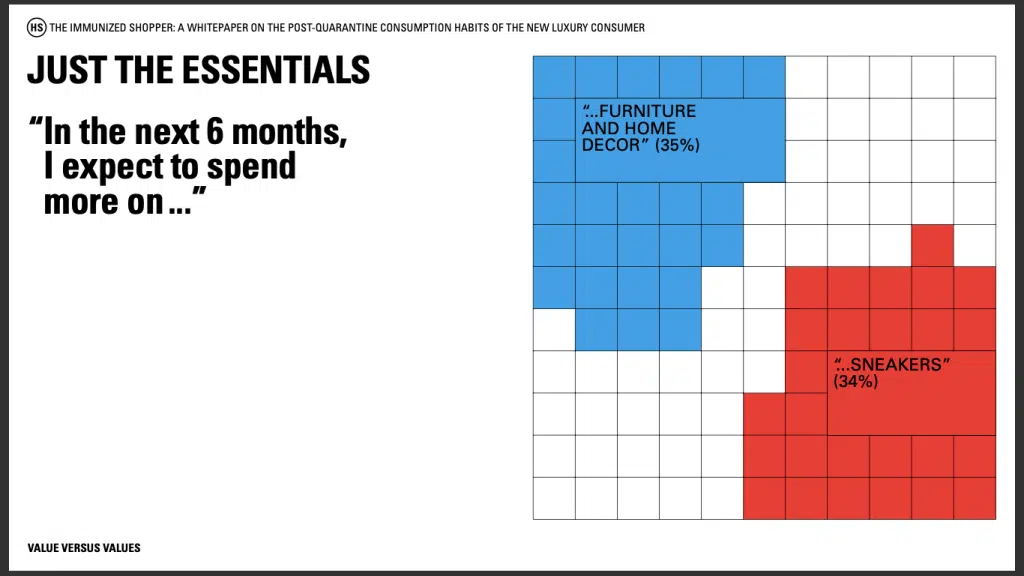 HS THE IMMUNIZED SHOPPER: A WHITEPAPER ON THE POST-QUARANTINE CONSUMPTION HABITS OF THE NEW LUXURY CONSUMER
JUST THE ESSENTIALS
“In the next 6 months,
I expect to spend
more on ...”
“...FURNITURE
AND HOME
DECOR” (35%)
“...SNEAKERS”
(34%)
VALUE VERSUS VALUES